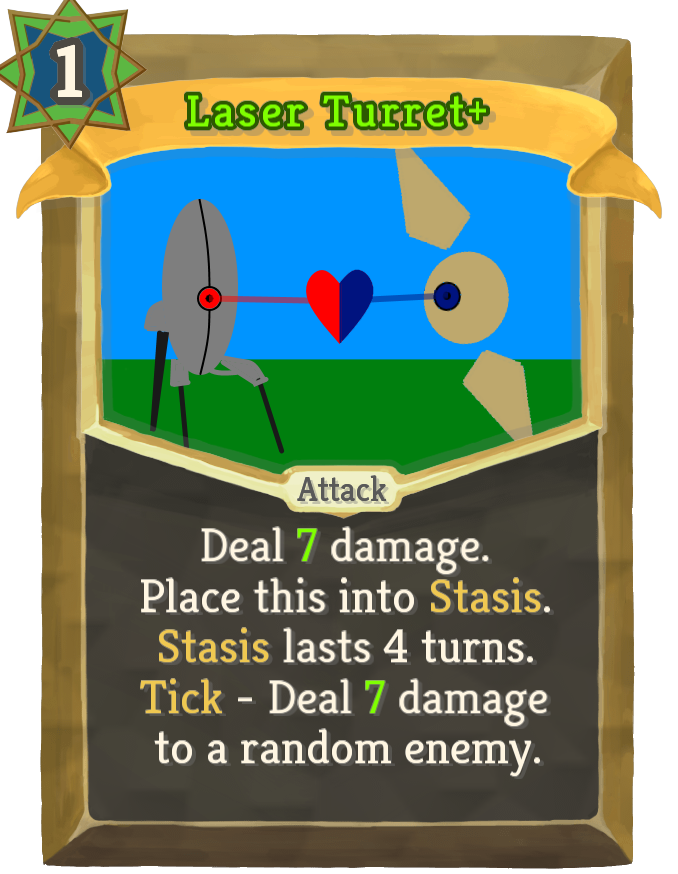 1
Laser Turret+
Attack
Deal 7 damage.
Place this into Stasis.
Stasis lasts 4 turns.
Tick - Deal 7 damage
to a random enemy.